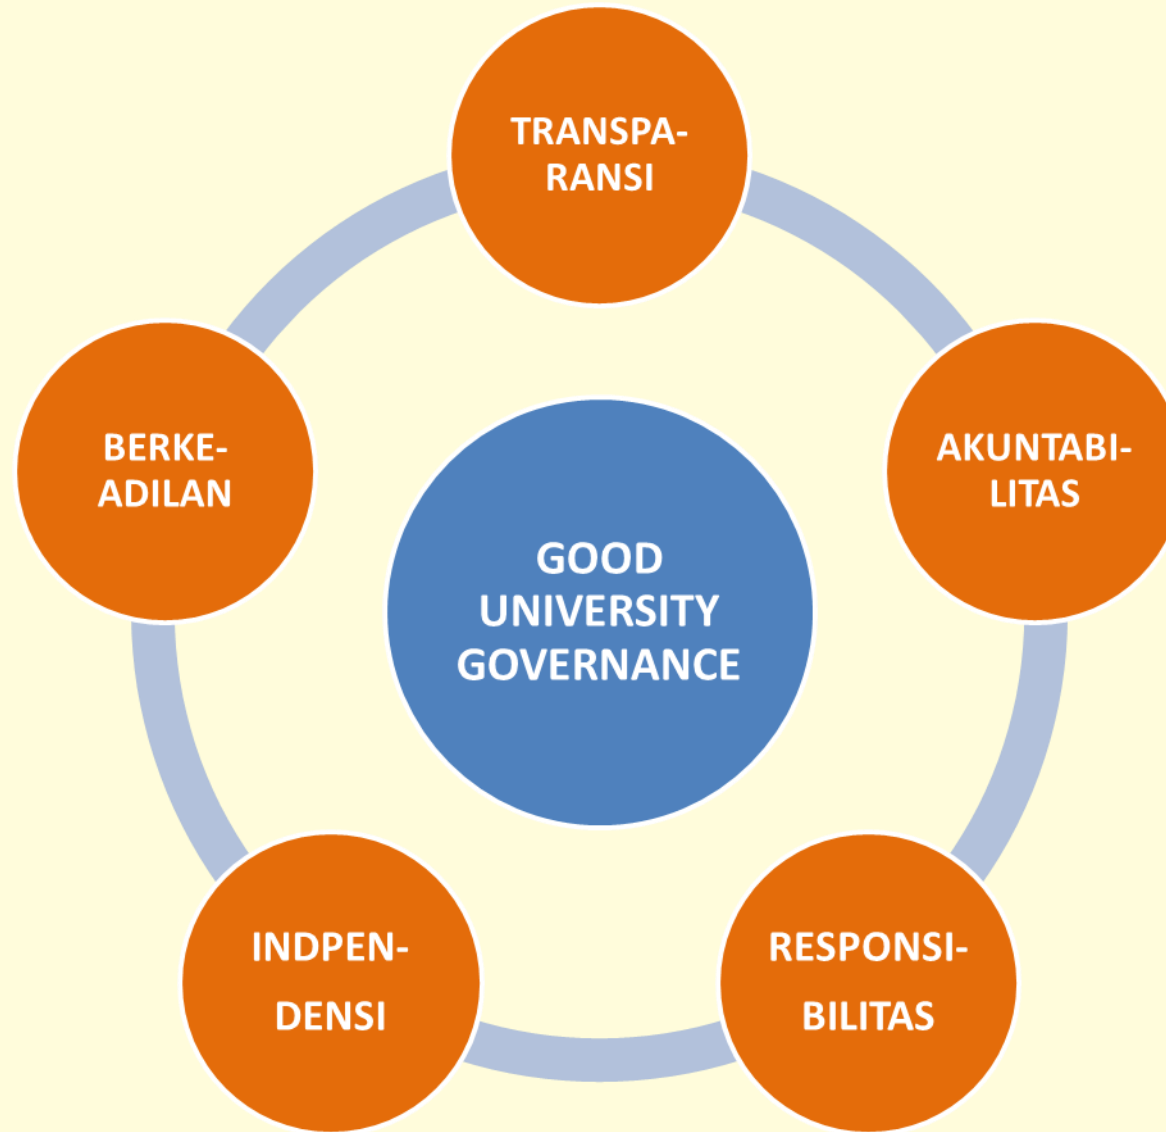 TRANSPA-
RANSI
BERKE-
ADILAN
AKUNTABI-
LITAS
GOOD
UNIVERSITY
GOVERNANCE
INDPEN-
DENSI
RESPONSI-
BILITAS